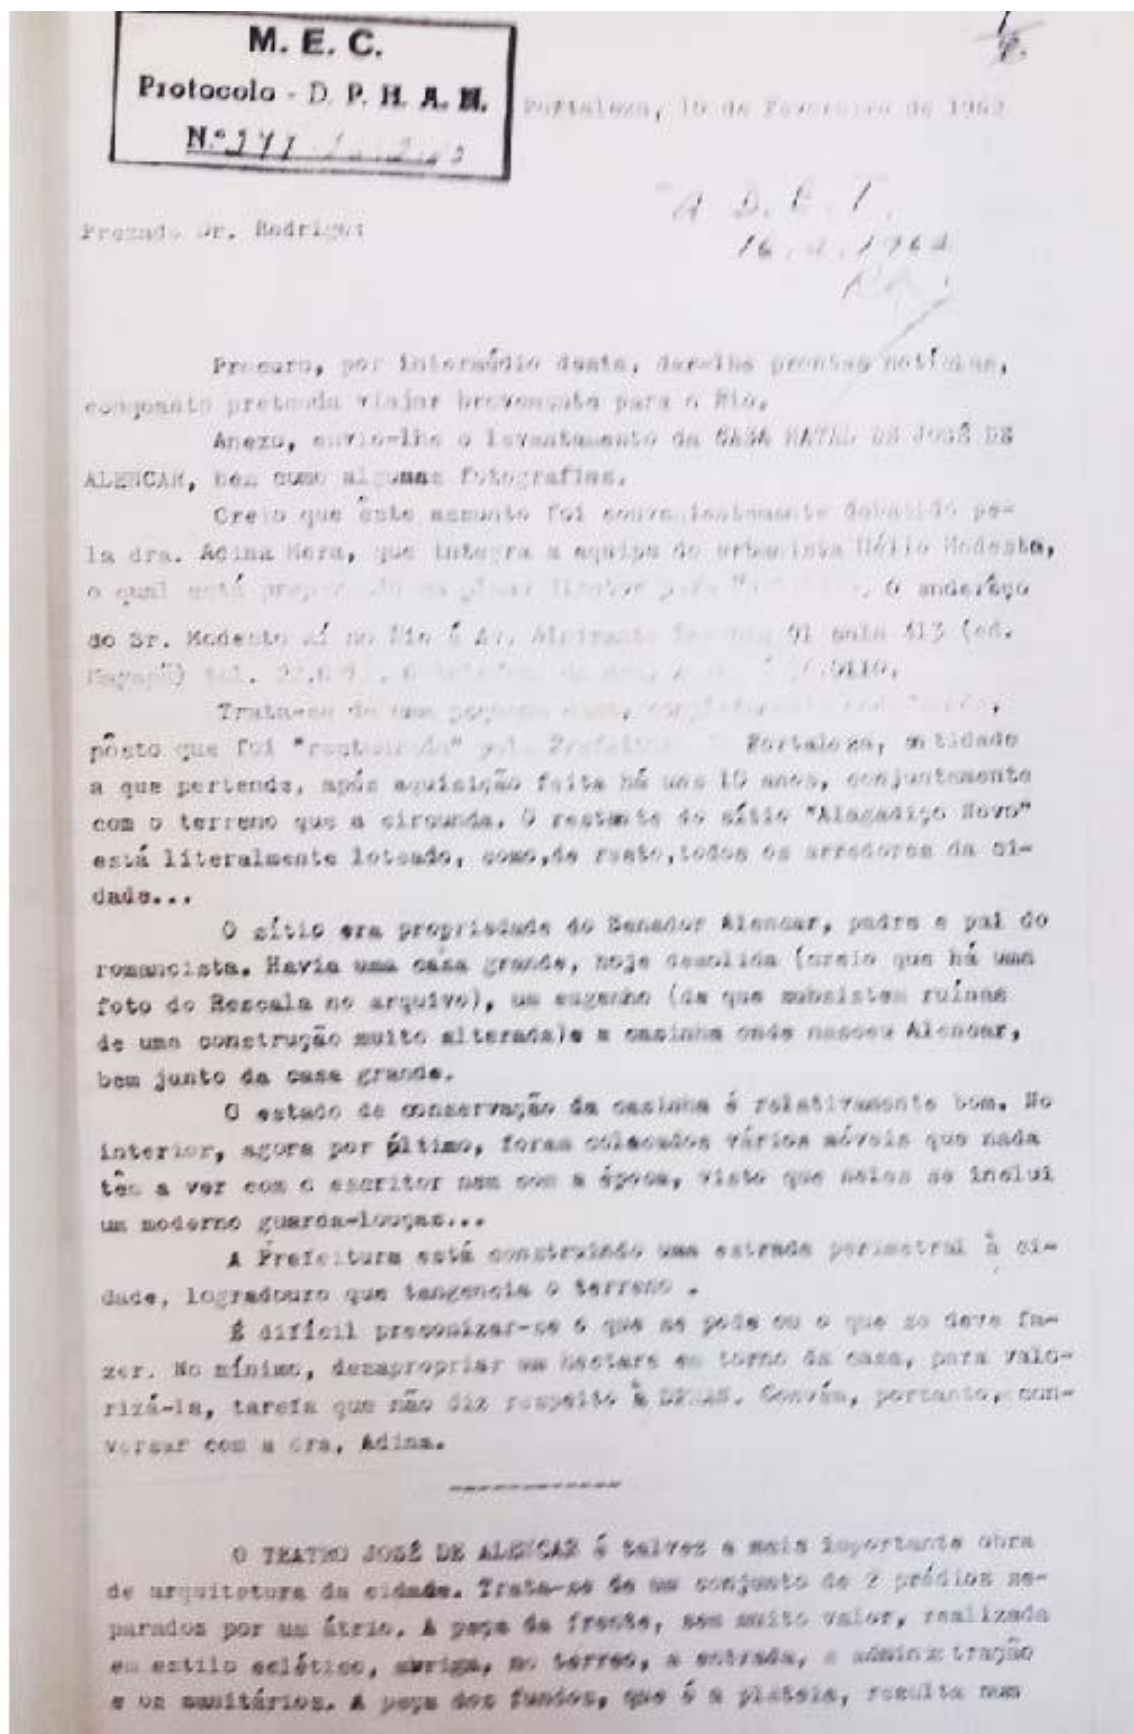 M. E. C.
Protocolo - D. P. H. A. N.
N.º
Fortaleza, 10 de Fevereiro de 1962
A D.E.T.
Prezado Dr. Rodrigo:
Procuro, por intermédio desta, dar-lhe prontas notícias,
conquanto pretenda viajar brevemente para o Rio.
Anexo, envio-lhe o levantamento da CASA NATAL DE JOSÉ DE
ALENCAR, bem como algumas fotografias.
Creio que êste assunto foi convenientemente debatido pe-
la dra. Adina Mera, que integra a equipe do urbanista Hélio Modesto,
o qual está preparando um plano diretor para. O enderêço
do Sr. Modesto aí no Rio é Av. Almirante 91 sala 413 (ed.
tel.
Trata-se de uma pequena casa, completamente
pôsto que foi "restaurada" pela Prefeitura Fortaleza, entidade
a que pertende, após aquisição feita há uns 10 anos, conjuntamente
com o terreno que a circunda. O restante do sítio "Alagadiço Novo"
está literalmente loteado, como,de resto,todos os arredores da ci-
dade...
O sítio era propriedade do Senador Alencar, padre e pai do
romancista. Havia uma casa grande, hoje demolida (creio que há uma
foto do Rescala no arquivo), um engenho (de que subsistem ruínas
de uma construção muito alterada)e a casinha onde nasceu Alencar,
bem junto da casa grande.
O estado de conservação da casinha é relativamente bom. No
interior, agora por último, foram colocados vários móveis que nada
têm a ver com o escritor nem com a época, visto que neles se inclui
um moderno guarda-louças...
A Prefeitura está construindo uma estrada perimetral à ci-
dade, logradouro que tangencia o terreno .
É difícil preconizar-se o que se pode ou o que se deve fa-
zer. No mínimo, desapropriar um hectare em torno da casa, para valo-
rizá-la, tarefa que não diz respeito à DPHAN. Convém, portanto, con-
versar com a dra. Adina.
------------
O TEATRO JOSÉ DE ALENCAR é talvez a mais importante obra
de arquitetura da cidade. Trata-se de um conjunto de 2 prédios se-
parados por um átrio. A peça da frente, sem muito valor, realizada
em estilo eclético, abriga, no térreo, a entrada, a administração
e os sanitários. A peça dos fundos, que é a platéia, resulta num